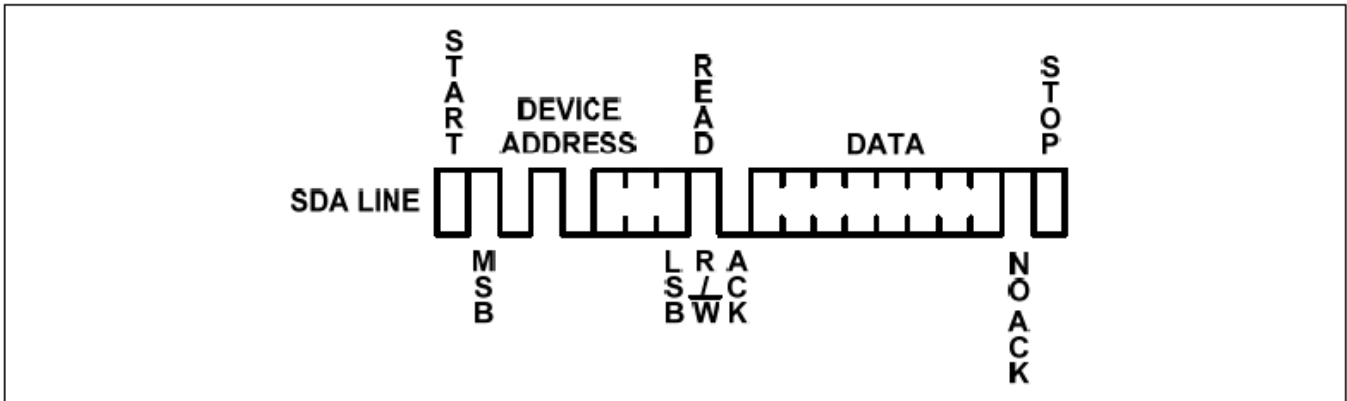 START
DEVICE
ADDRESS
READ
DATA
STOP
SDA LINE
MSB
LSB
R/W
ACK
NO ACK